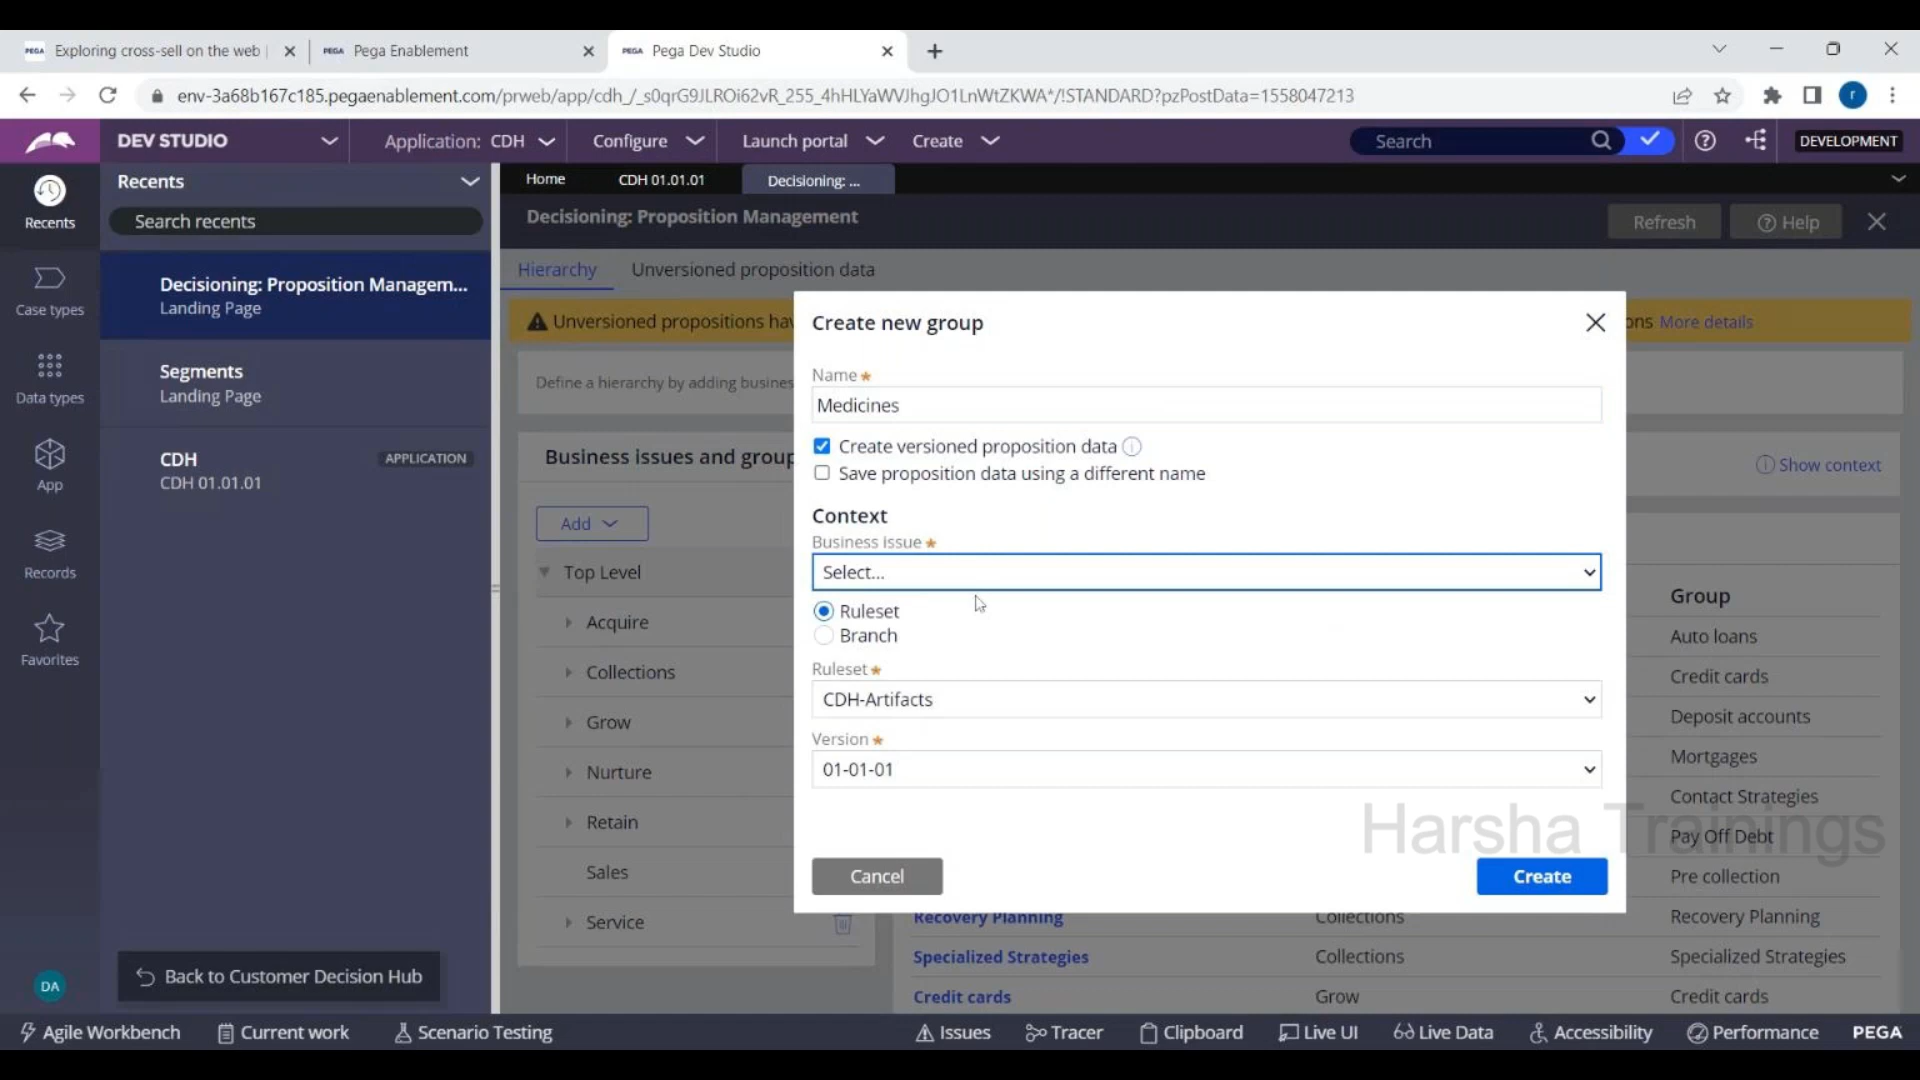 PEGA Exploring cross-sell on the web
PEGA Pega Enablement
PEGA Pega Dev Studio
env-3a68b167c185.pegaenablement.com/prweb/app/cdh_/_s0qrG9JLROi62vR_255_4hHLYaWVJhgJO1LnWtZKWA*/!STANDARD?pzPostData=1558047213
r
DEV STUDIO
Application: CDH
Configure
Launch portal
Create
Search
DEVELOPMENT
Recents
Case types
Data types
App
Records
Favorites
DA
Recents
Search recents
Decisioning: Proposition Managem...
Landing Page
Segments
Landing Page
CDH APPLICATION
CDH 01.01.01
Back to Customer Decision Hub
Home
CDH 01.01.01
Decisioning: ...
Decisioning: Proposition Management
Refresh
Help
Hierarchy
Unversioned proposition data
Unversioned propositions hav
ons More details
Define a hierarchy by adding busines
Business issues and group
Show context
Add
Top Level
Acquire
Collections
Grow
Nurture
Retain
Sales
Service
Create new group
Name
Medicines
Create versioned proposition data
Save proposition data using a different name
Context
Business issue
Select...
Ruleset
Branch
Ruleset
CDH-Artifacts
Version
01-01-01
Cancel
Create
Group
Auto loans
Credit cards
Deposit accounts
Mortgages
Contact Strategies
Pay Off Debt
Pre collection
Harsha Trainings
Recovery Planning Collections Recovery Planning
Specialized Strategies Collections Specialized Strategies
Credit cards Grow Credit cards
Agile Workbench
Current work
Scenario Testing
Issues
Tracer
Clipboard
Live UI
Live Data
Accessibility
Performance
PEGA